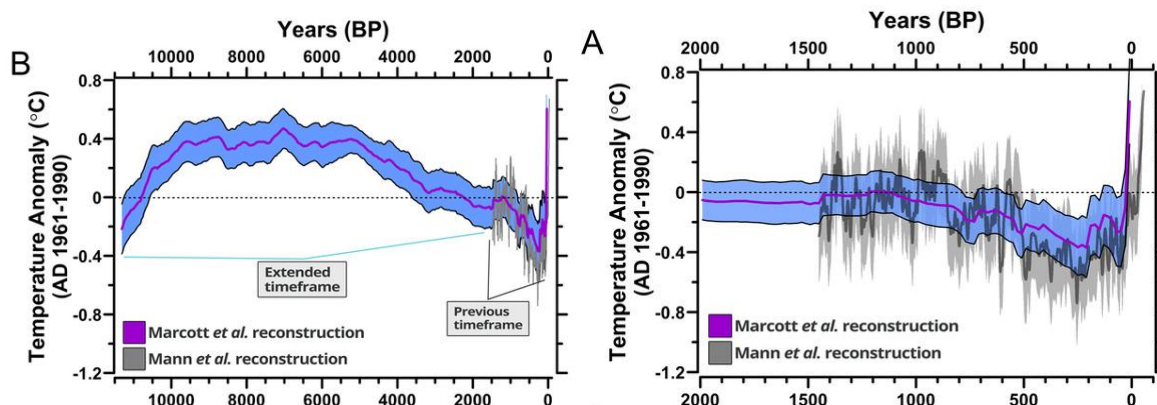 Years (BP)
10000 8000 6000 4000 2000 0
B
0.8
0.4
0
-0.4
-0.8
-1.2
Temperature Anomaly (°C)
(AD 1961-1990)
Extended
timeframe
Previous
timeframe
Marcott et al. reconstruction
Mann et al. reconstruction
10000 8000 6000 4000 2000 0
Years (BP)
2000 1500 1000 500 0
A
0.8
0.4
0
-0.4
-0.8
-1.2
Temperature Anomaly (°C)
(AD 1961-1990)
Marcott et al. reconstruction
Mann et al. reconstruction
2000 1500 1000 500 0